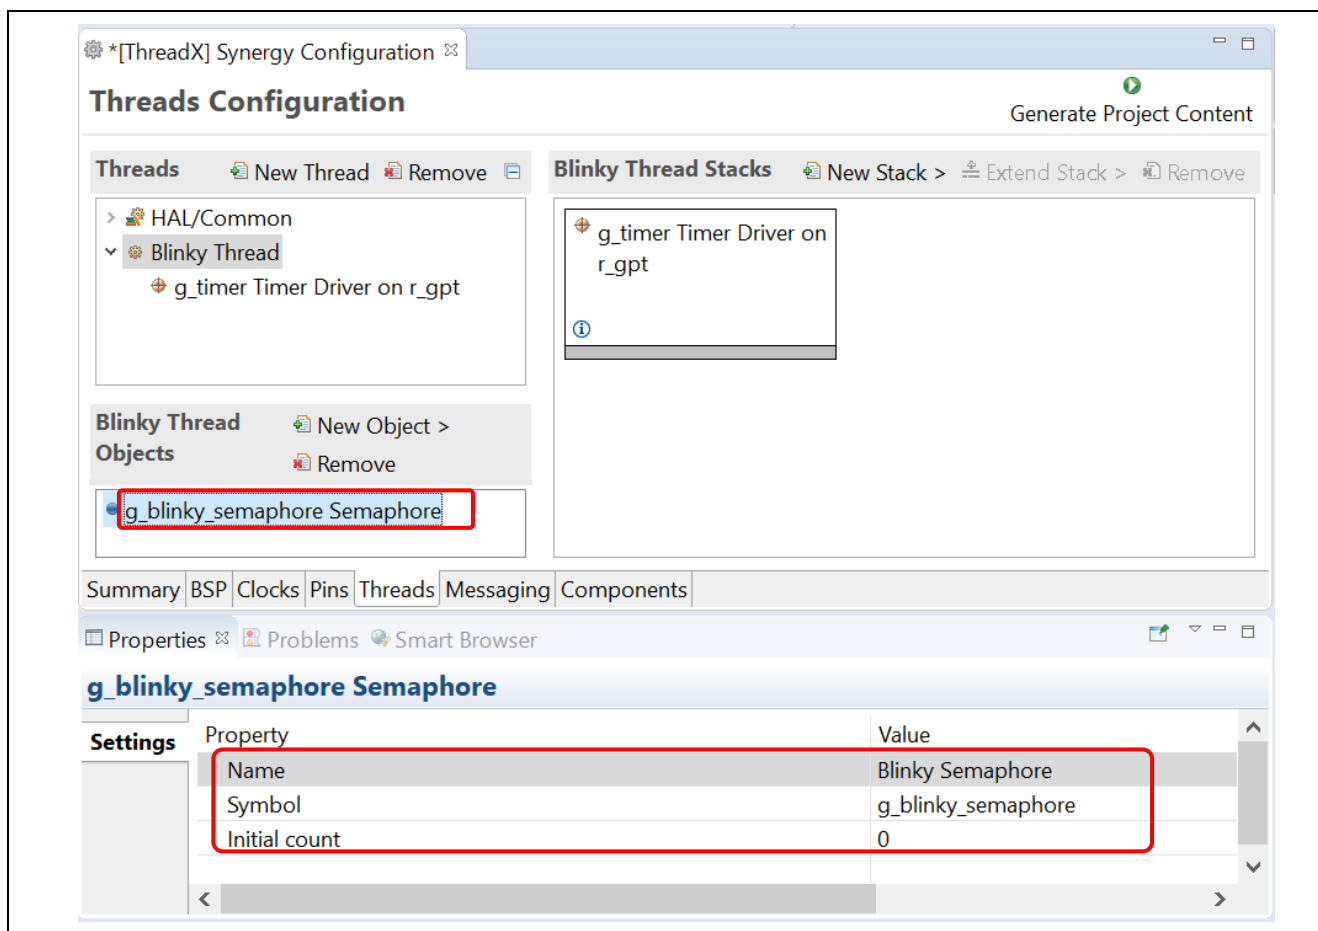 *[ThreadX] Synergy Configuration
Threads Configuration
Generate Project Content
Threads
New Thread
Remove
HAL/Common
Blinky Thread
g_timer Timer Driver on r_gpt
Blinky Thread Stacks
New Stack >
Extend Stack >
Remove
g_timer Timer Driver on
r_gpt
Blinky Thread
Objects
New Object >
Remove
g_blinky_semaphore Semaphore
Summary BSP Clocks Pins Threads Messaging Components
Properties Problems Smart Browser
g_blinky_semaphore Semaphore
Settings
Property Value
Name Blinky Semaphore
Symbol g_blinky_semaphore
Initial count 0